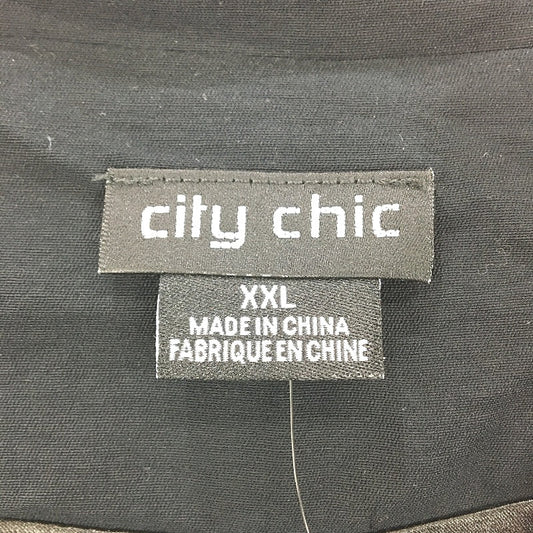 city chic
XXL
MADE IN CHINA
FABRIQUE EN CHINE